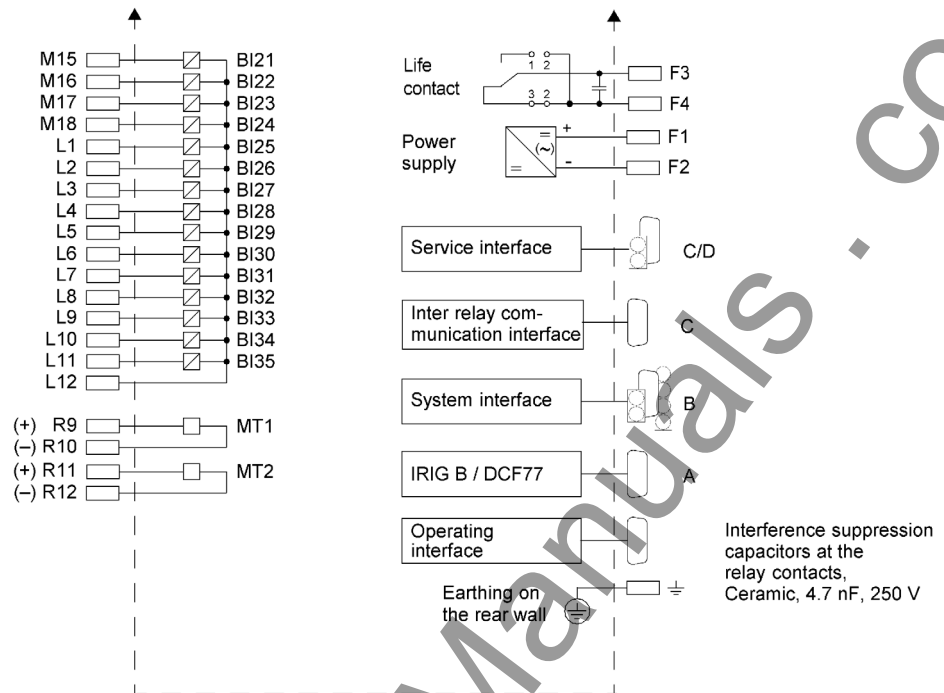 M15 BI21
M16 BI22
M17 BI23
M18 BI24
L1 BI25
L2 BI26
L3 BI27
L4 BI28
L5 BI29
L6 BI30
L7 BI31
L8 BI32
L9 BI33
L10 BI34
L11 BI35
L12
(+) R9 MT1
(–) R10
(+) R11 MT2
(–) R12
Life
contact
1 2
3 2
F3
F4
Power
supply
=
(~)
=
+
-
F1
F2
Service interface
C/D
Inter relay com-
munication interface
C
System interface
B
IRIG B / DCF77
A
Operating
interface
Earthing on
the rear wall
Interference suppression
capacitors at the
relay contacts,
Ceramic, 4.7 nF, 250 V
Manuals . co